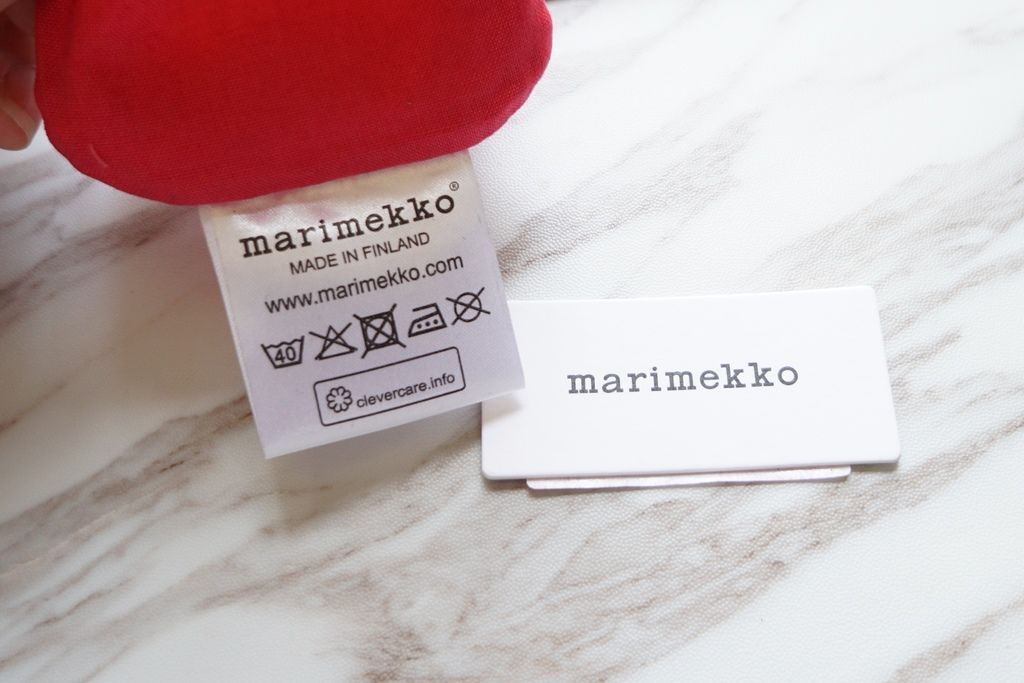 marimekko®
MADE IN FINLAND
www.marimekko.com
40
clevercare.info
marimekko